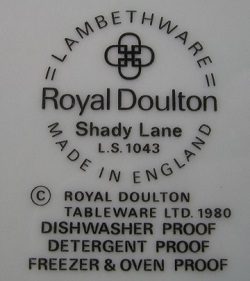 = LAMBETHWARE =
Royal Doulton
Shady Lane
L.S. 1043
MADE IN ENGLAND
© ROYAL DOULTON
TABLEWARE LTD. 1980
DISHWASHER PROOF
DETERGENT PROOF
FREEZER & OVEN PROOF